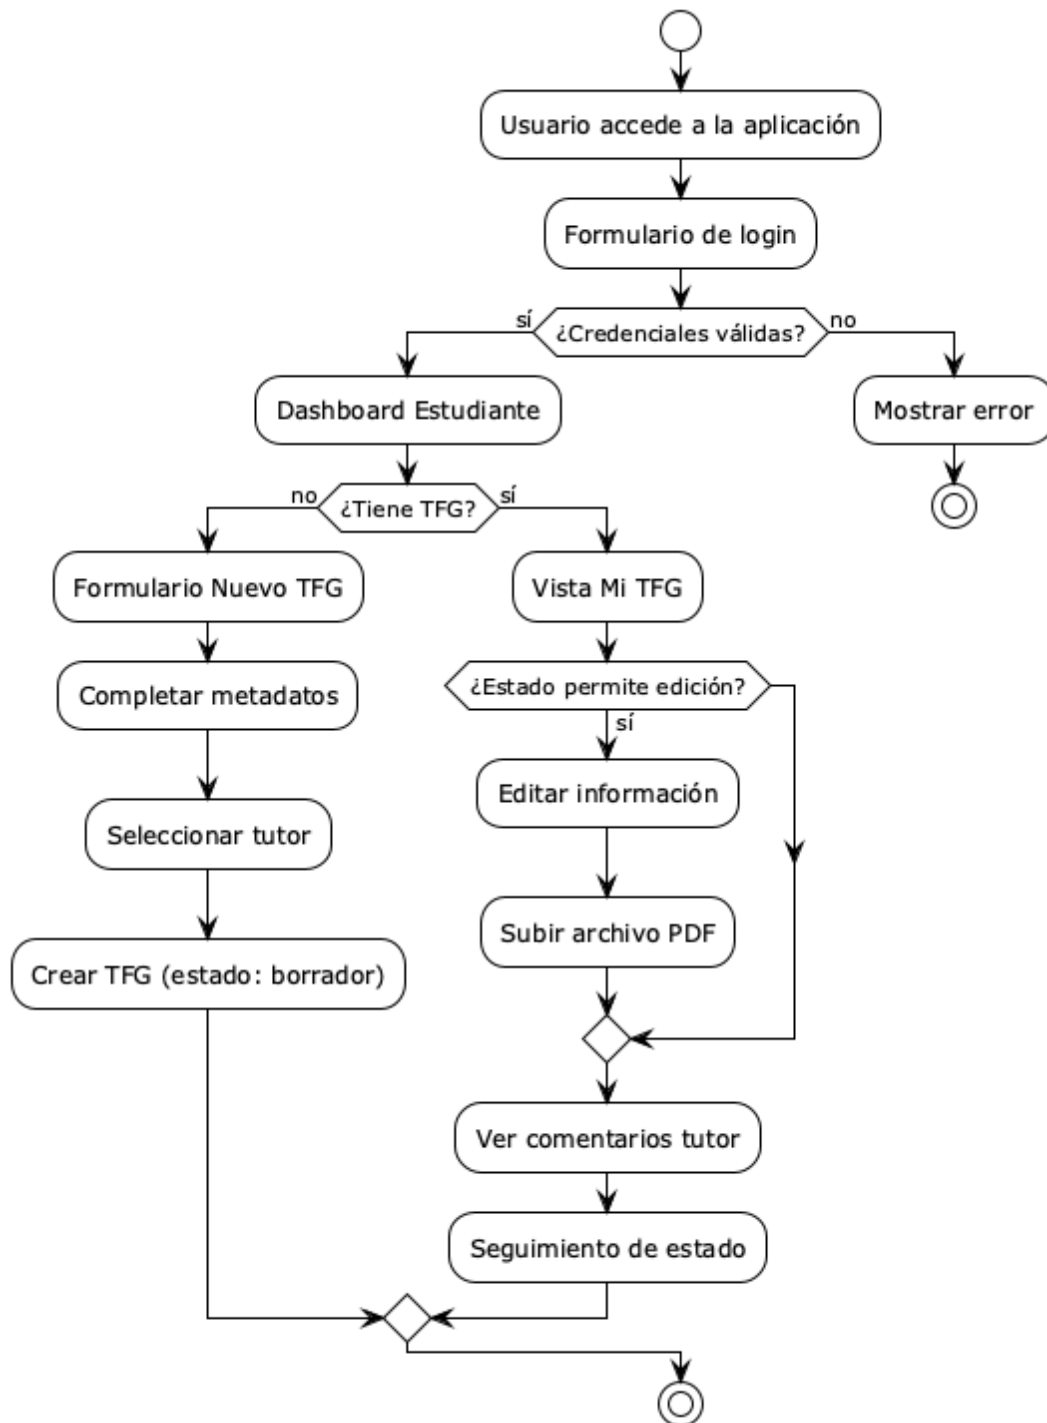 Usuario accede a la aplicación
Formulario de login
sí
¿Credenciales válidas?
no
Dashboard Estudiante
Mostrar error
no
¿Tiene TFG?
sí
Formulario Nuevo TFG
Vista Mi TFG
Completar metadatos
¿Estado permite edición?
sí
Editar información
Seleccionar tutor
Subir archivo PDF
Crear TFG (estado: borrador)
Ver comentarios tutor
Seguimiento de estado